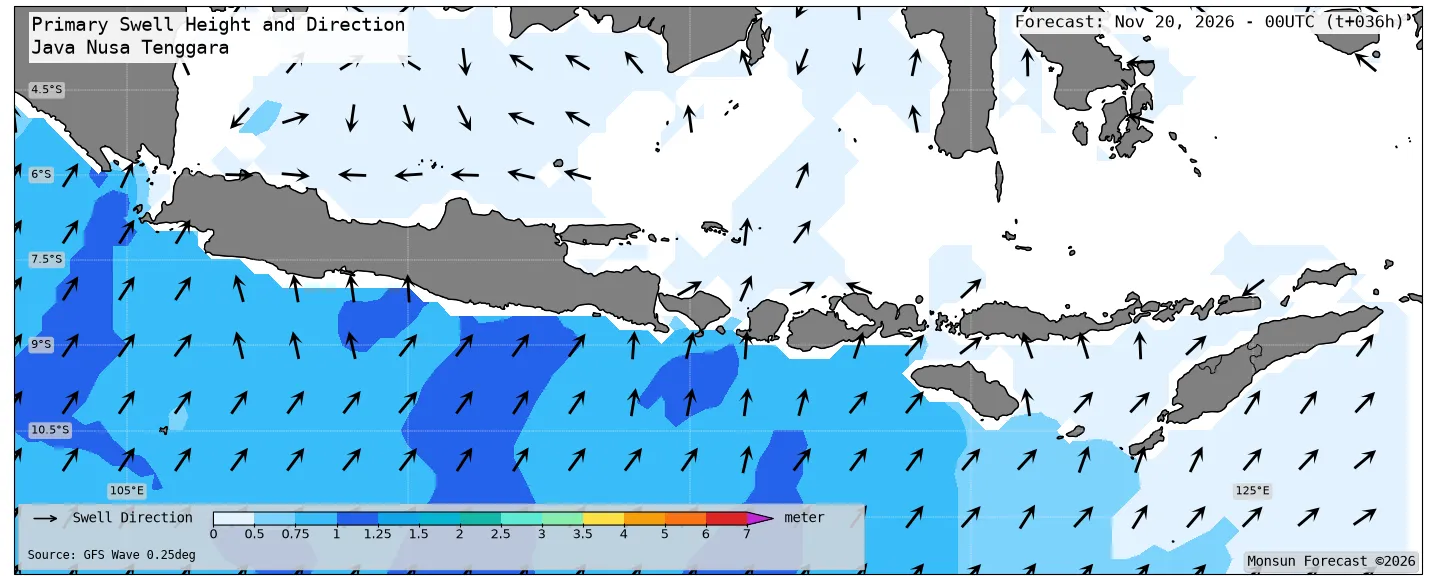 Primary Swell Height and Direction
Java Nusa Tenggara
Forecast: Nov 20, 2026 - 00UTC (t+036h)
4.5°S
6°S
7.5°S
9°S
10.5°S
105°E
125°E
Swell Direction
0 0.5 0.75 1 1.25 1.5 2 2.5 3 3.5 4 5 6 7
meter
Source: GFS Wave 0.25deg
Monsun Forecast ©2026